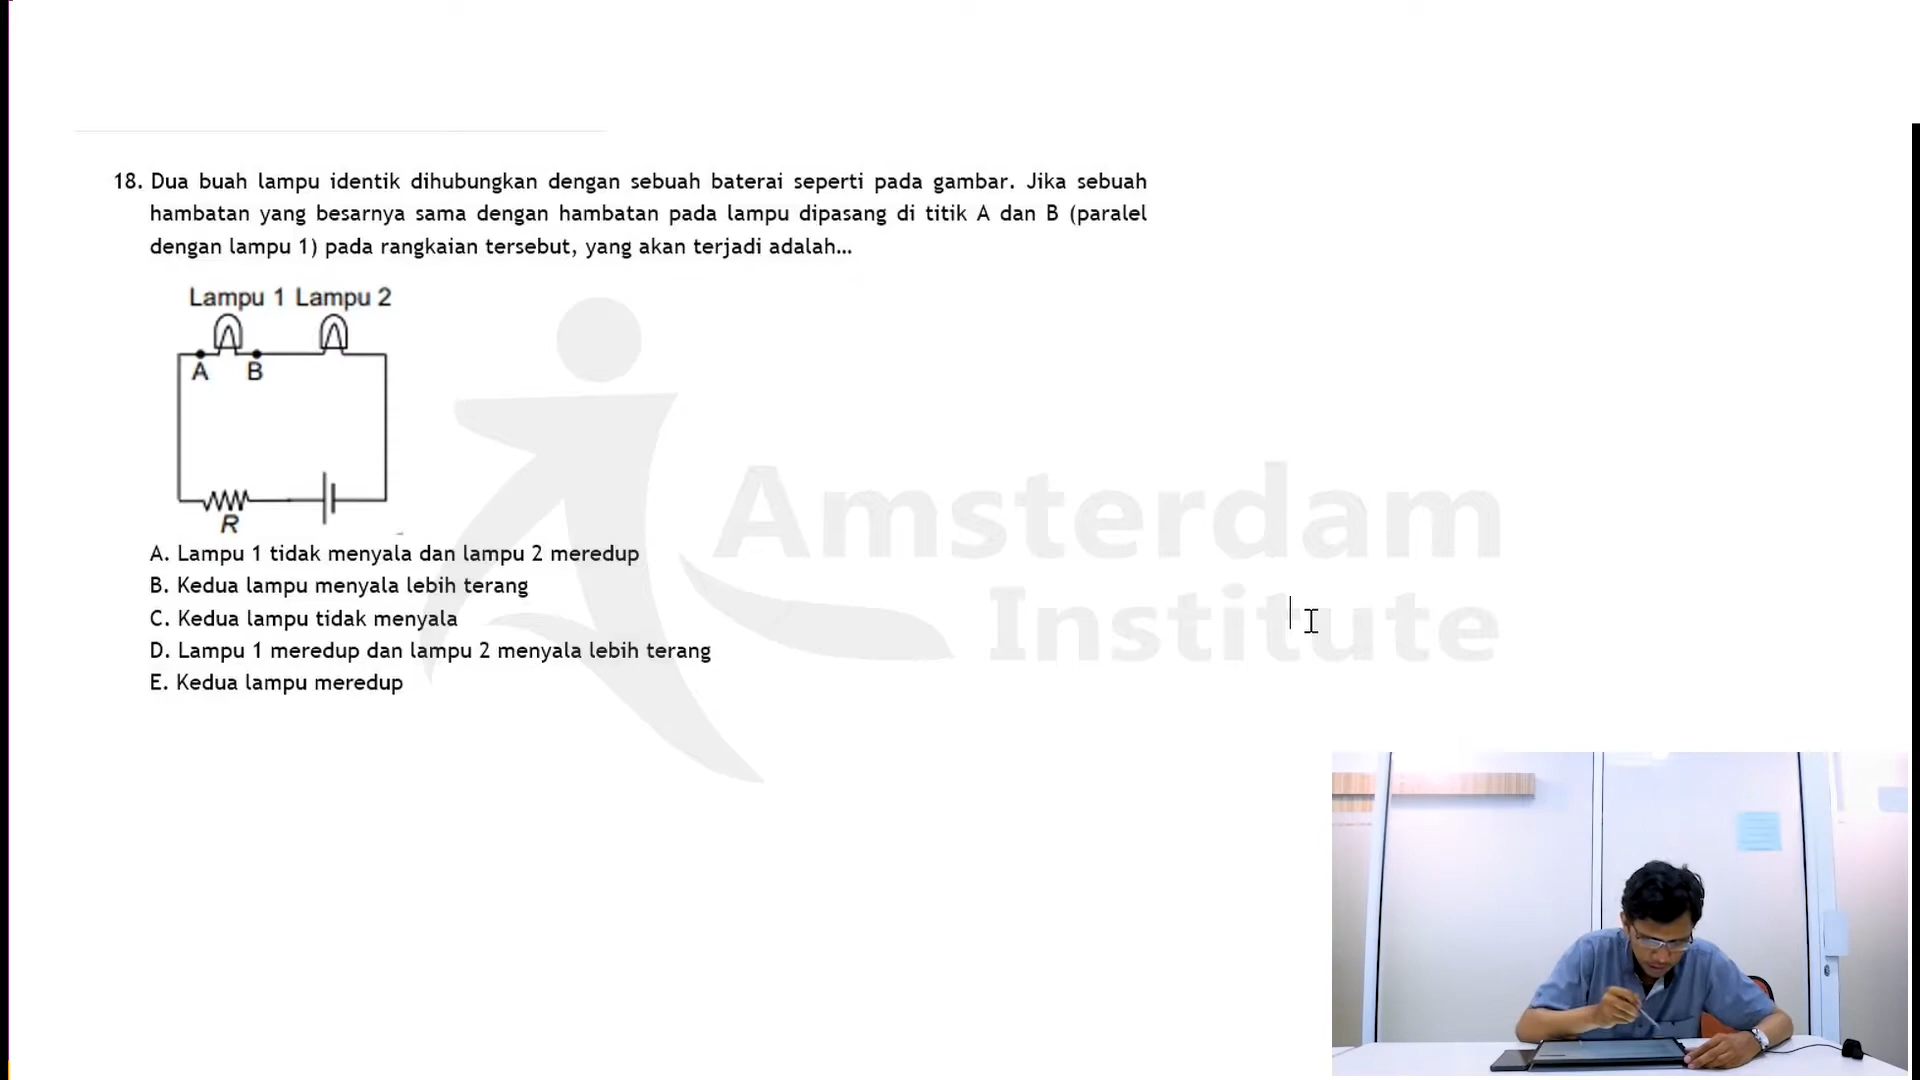 18. Dua buah lampu identik dihubungkan dengan sebuah baterai seperti pada gambar. Jika sebuah
hambatan yang besarnya sama dengan hambatan pada lampu dipasang di titik A dan B (paralel
dengan lampu 1) pada rangkaian tersebut, yang akan terjadi adalah...
Lampu 1 Lampu 2
A B
R
A. Lampu 1 tidak menyala dan lampu 2 meredup
B. Kedua lampu menyala lebih terang
C. Kedua lampu tidak menyala
D. Lampu 1 meredup dan lampu 2 menyala lebih terang
E. Kedua lampu meredup
Amsterdam
Institute